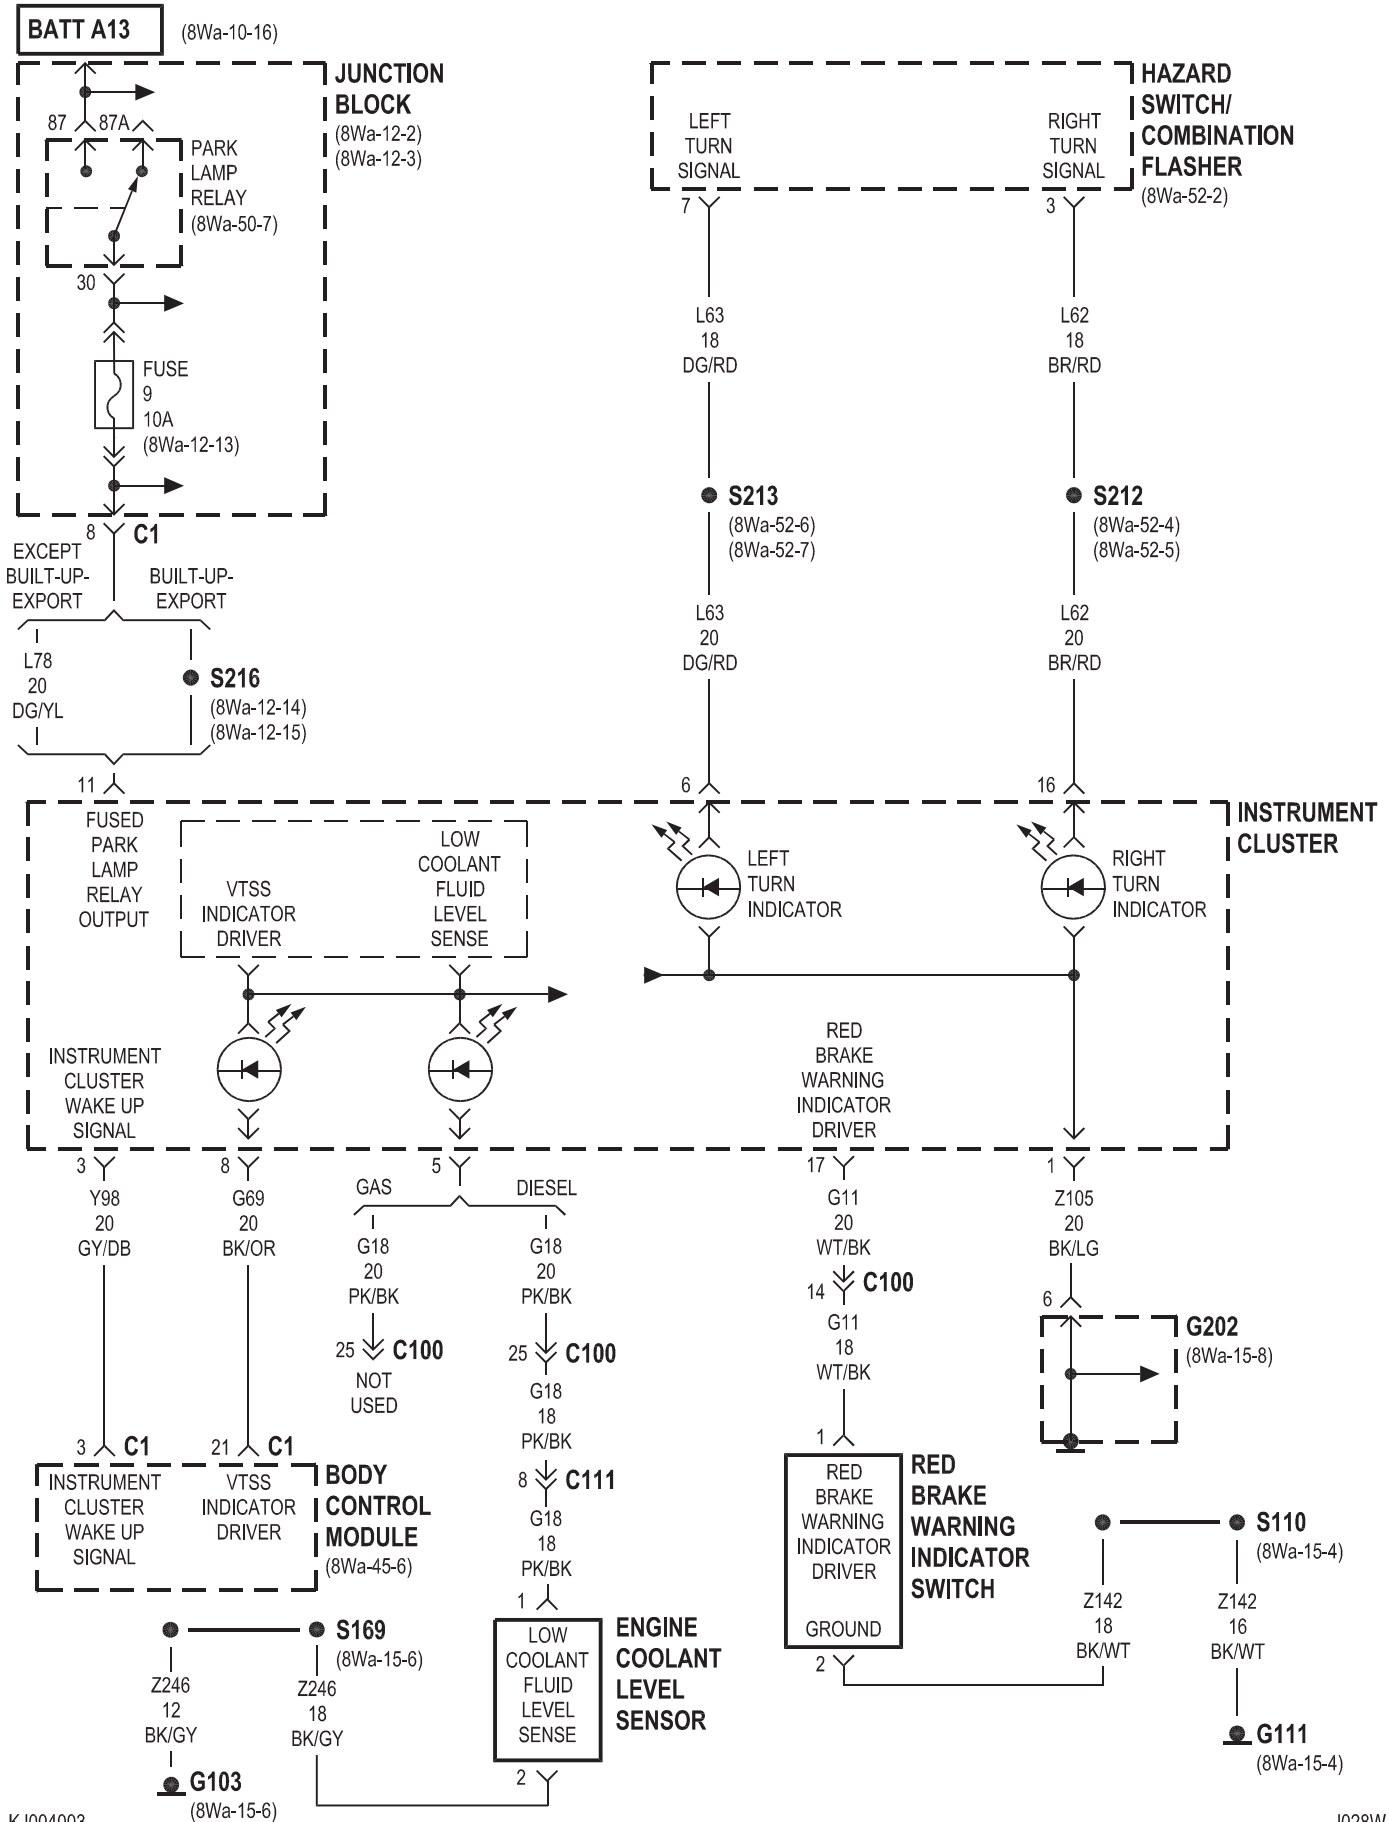 BATT A13
(8Wa-10-16)
JUNCTION
BLOCK
(8Wa-12-2)
(8Wa-12-3)
87
87A
PARK
LAMP
RELAY
(8Wa-50-7)
30
FUSE
9
10A
(8Wa-12-13)
8
C1
EXCEPT
BUILT-UP-
EXPORT
BUILT-UP-
EXPORT
L78
20
DG/YL
S216
(8Wa-12-14)
(8Wa-12-15)
11
HAZARD
SWITCH/
COMBINATION
FLASHER
(8Wa-52-2)
LEFT
TURN
SIGNAL
RIGHT
TURN
SIGNAL
7
3
L63
18
DG/RD
L62
18
BR/RD
S213
(8Wa-52-6)
(8Wa-52-7)
S212
(8Wa-52-4)
(8Wa-52-5)
L63
20
DG/RD
L62
20
BR/RD
6
16
INSTRUMENT
CLUSTER
FUSED
PARK
LAMP
RELAY
OUTPUT
VTSS
INDICATOR
DRIVER
LOW
COOLANT
FLUID
LEVEL
SENSE
LEFT
TURN
INDICATOR
RIGHT
TURN
INDICATOR
INSTRUMENT
CLUSTER
WAKE UP
SIGNAL
RED
BRAKE
WARNING
INDICATOR
DRIVER
3
8
5
17
1
Y98
20
GY/DB
G69
20
BK/OR
GAS
DIESEL
G18
20
PK/BK
G18
20
PK/BK
G11
20
WT/BK
Z105
20
BK/LG
25
C100
NOT
USED
25
C100
14
C100
6
G202
(8Wa-15-8)
G18
18
PK/BK
G11
18
WT/BK
8
C111
G18
18
PK/BK
3
C1
21
C1
INSTRUMENT
CLUSTER
WAKE UP
SIGNAL
VTSS
INDICATOR
DRIVER
BODY
CONTROL
MODULE
(8Wa-45-6)
1
RED
BRAKE
WARNING
INDICATOR
DRIVER
GROUND
RED
BRAKE
WARNING
INDICATOR
SWITCH
2
S110
(8Wa-15-4)
Z142
18
BK/WT
Z142
16
BK/WT
G111
(8Wa-15-4)
1
LOW
COOLANT
FLUID
LEVEL
SENSE
ENGINE
COOLANT
LEVEL
SENSOR
2
S169
(8Wa-15-6)
Z246
12
BK/GY
Z246
18
BK/GY
G103
(8Wa-15-6)
KJ004003
J028W